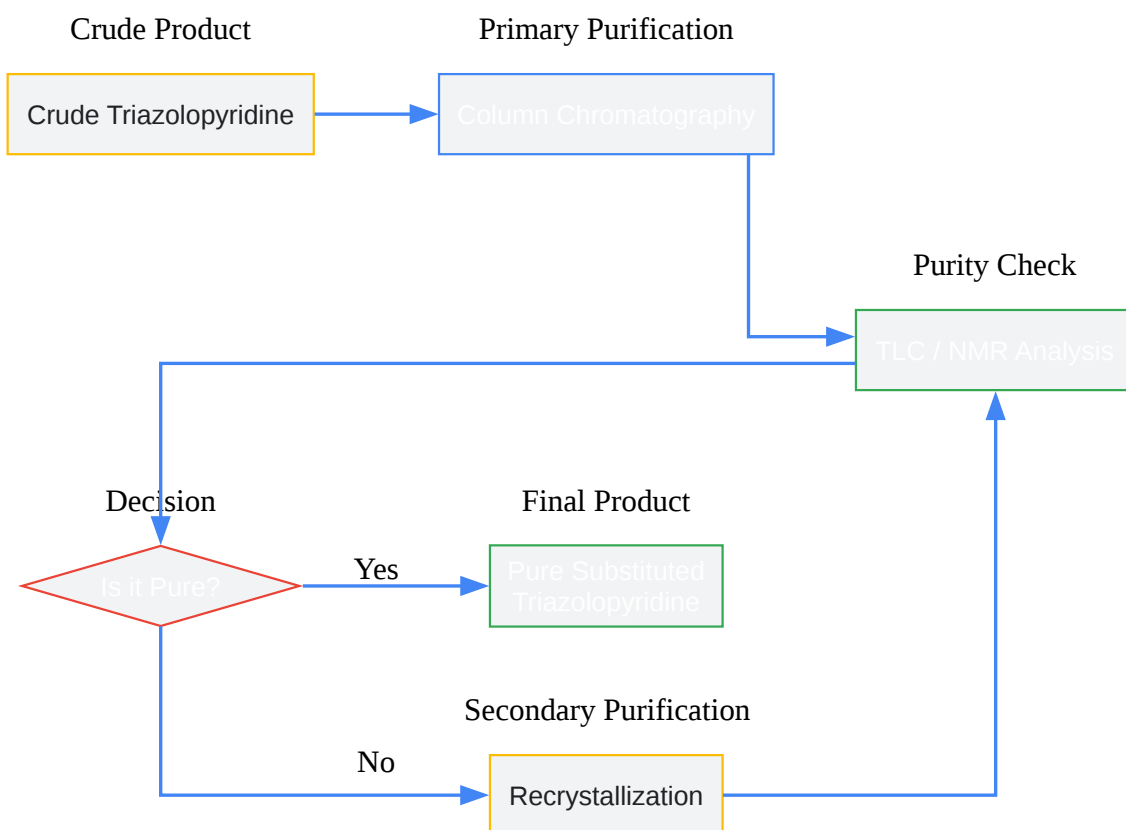 Crude Product
Primary Purification
Crude Triazolopyridine
Column Chromatography
Purity Check
TLC / NMR Analysis
Decision
Final Product
Is it Pure?
Yes
Pure Substituted
Triazolopyridine
Secondary Purification
No
Recrystallization